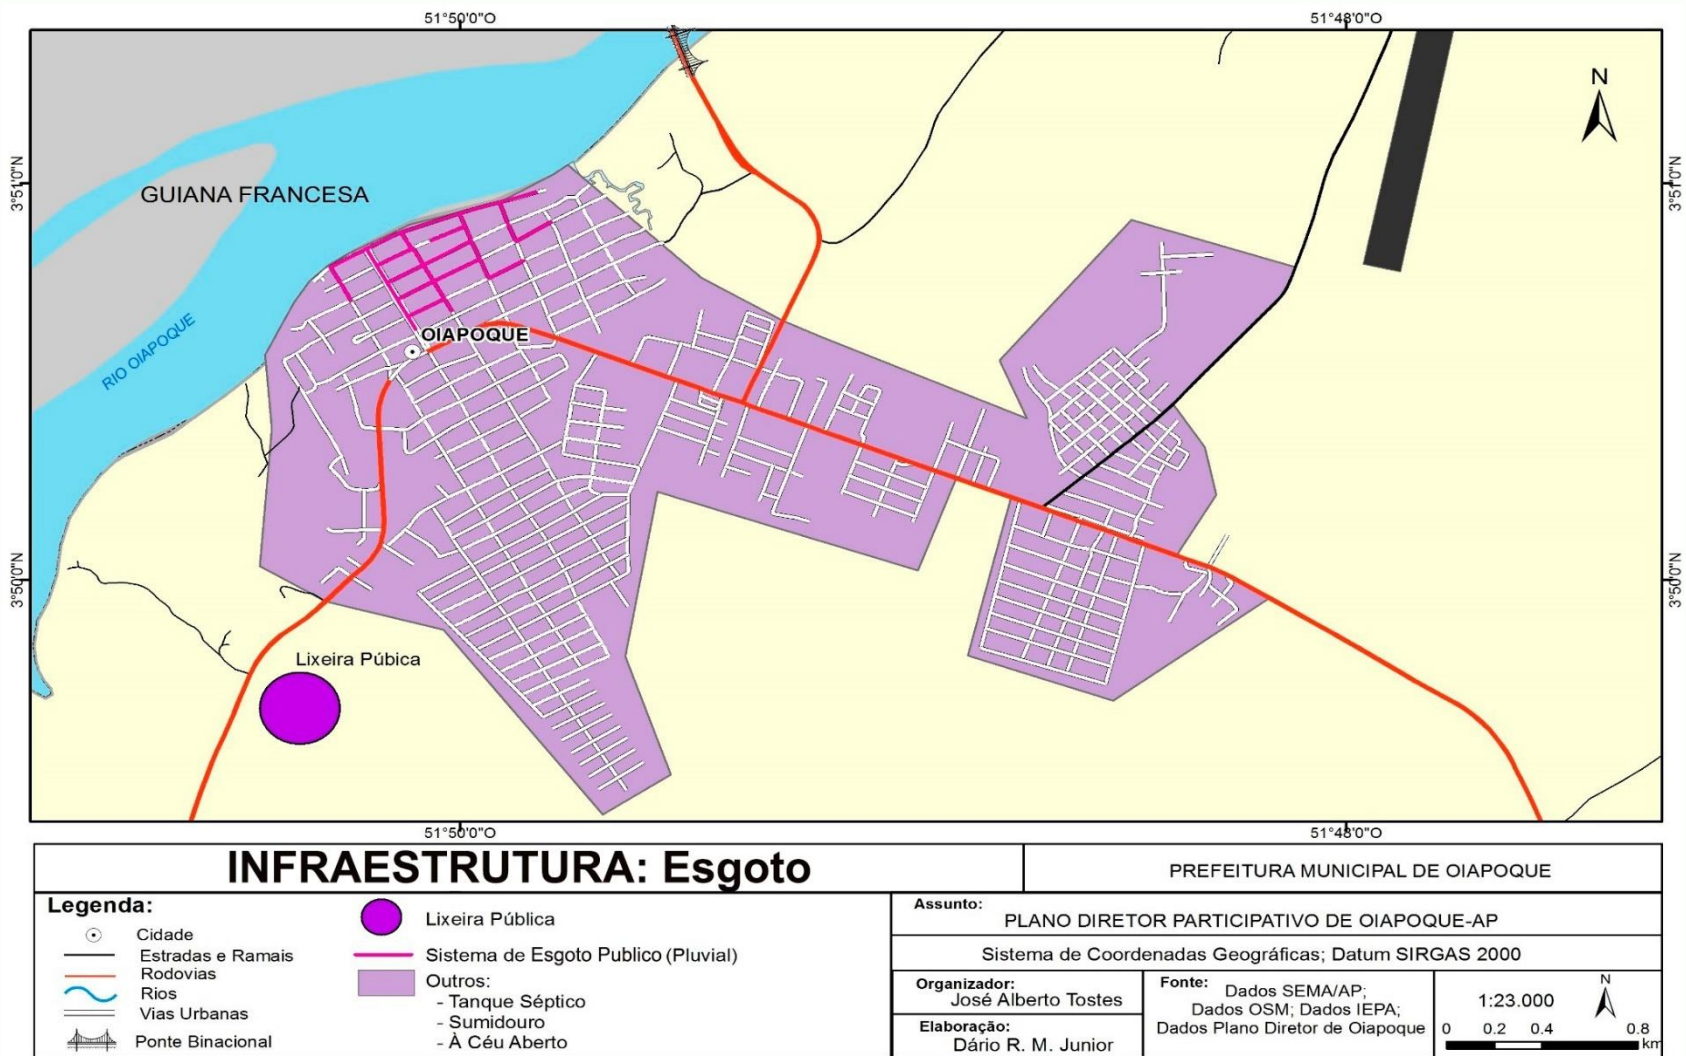 51°50'0"O
51°48'0"O
N
3°51'0"N
3°51'0"N
GUIANA FRANCESA
RIO OIAPOQUE
OIAPOQUE
3°50'0"N
3°50'0"N
Lixeira Púbica
51°50'0"O
51°48'0"O
INFRAESTRUTURA: Esgoto
PREFEITURA MUNICIPAL DE OIAPOQUE
Legenda:
Cidade
Estradas e Ramais
Rodovias
Rios
Vias Urbanas
Ponte Binacional
Lixeira Pública
Sistema de Esgoto Publico (Pluvial)
Outros:
- Tanque Séptico
- Sumidouro
- À Céu Aberto
Assunto:
PLANO DIRETOR PARTICIPATIVO DE OIAPOQUE-AP
Sistema de Coordenadas Geográficas; Datum SIRGAS 2000
Organizador:
José Alberto Tostes
Elaboração:
Dário R. M. Junior
Fonte: Dados SEMA/AP;
Dados OSM; Dados IEPA;
Dados Plano Diretor de Oiapoque
1:23.000
N
0 0.2 0.4 0.8
km